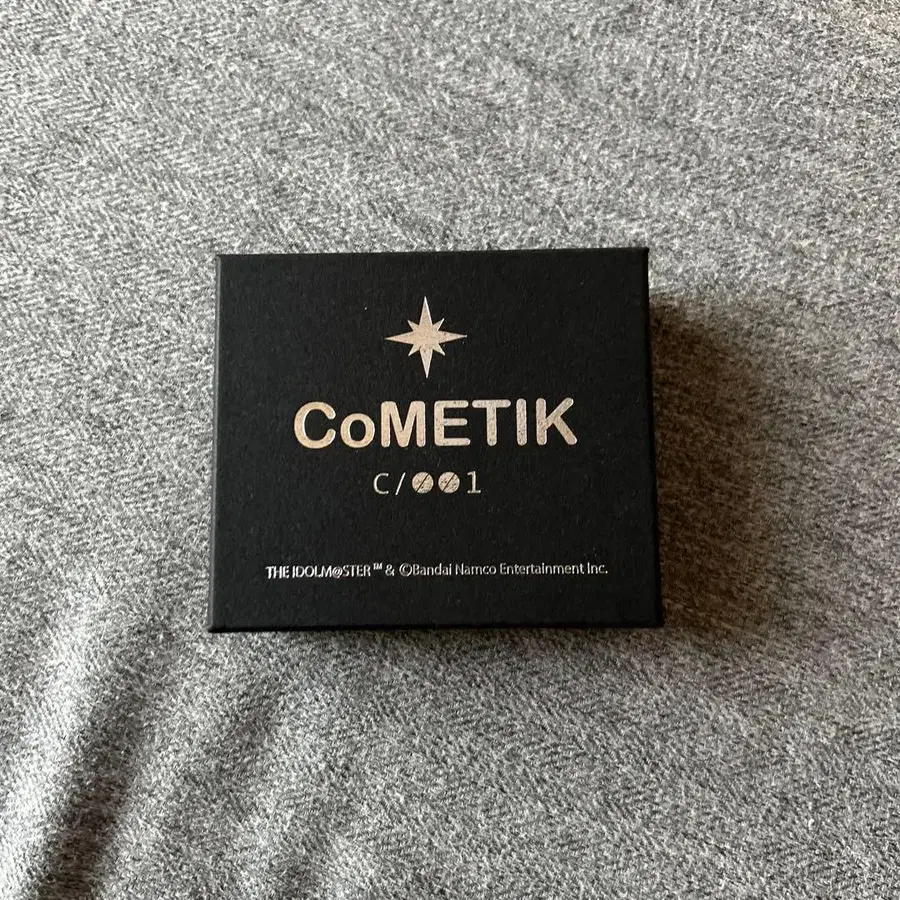 CoMETIK
C/001
THE IDOLM@STER™ & ©Bandai Namco Entertainment Inc.